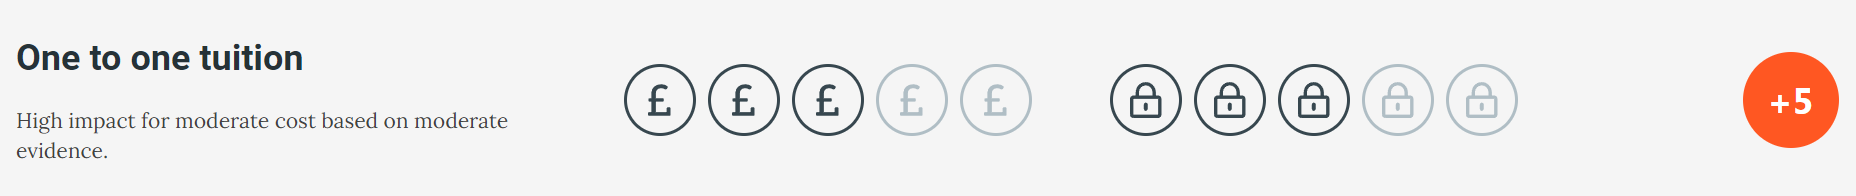 One to one tuition
High impact for moderate cost based on moderate
evidence.
£ £ £ £ £
+5